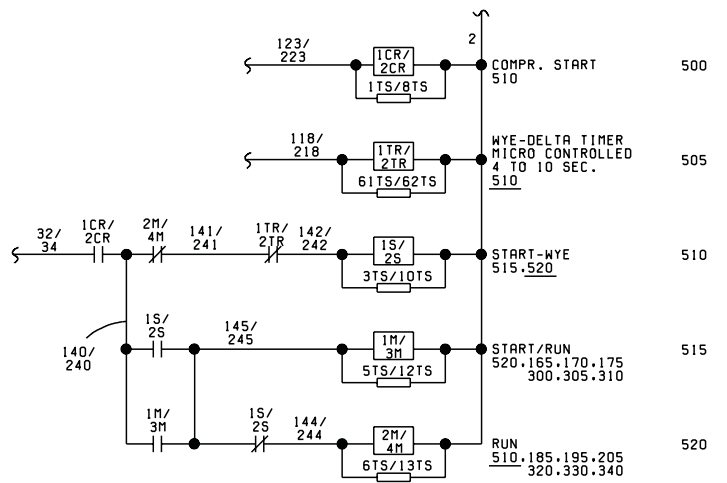 2
123/
223
1CR/
2CR
1TS/8TS
COMPR. START
510
500
118/
218
1TR/
2TR
61TS/62TS
WYE-DELTA TIMER
MICRO CONTROLLED
4 TO 10 SEC.
510
505
32/
34
1CR/
2CR
2M/
4M
141/
241
1TR/
2TR
142/
242
1S/
2S
3TS/10TS
START-WYE
515.520
510
140/
240
1S/
2S
145/
245
1M/
3M
5TS/12TS
START/RUN
520.165.170.175
300.305.310
515
1M/
3M
1S/
2S
144/
244
2M/
4M
6TS/13TS
RUN
510.185.195.205
320.330.340
520